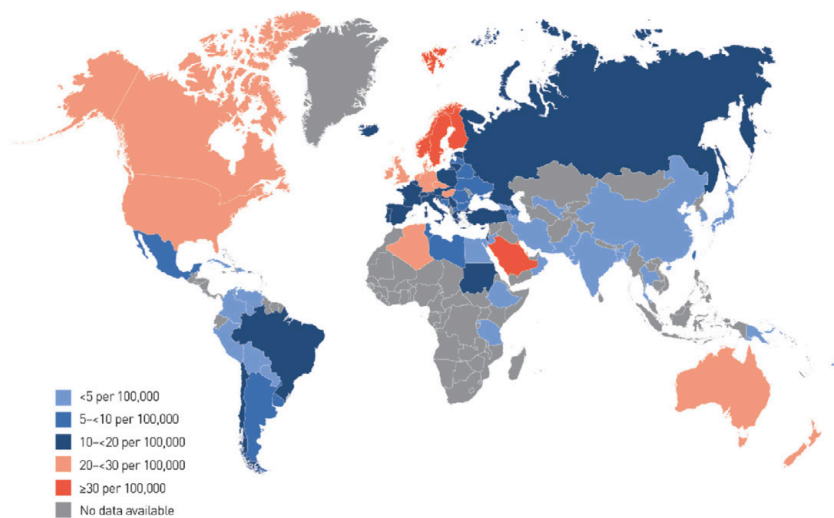 <5 per 100,000
5–<10 per 100,000
10–<20 per 100,000
20–<30 per 100,000
≥30 per 100,000
No data available